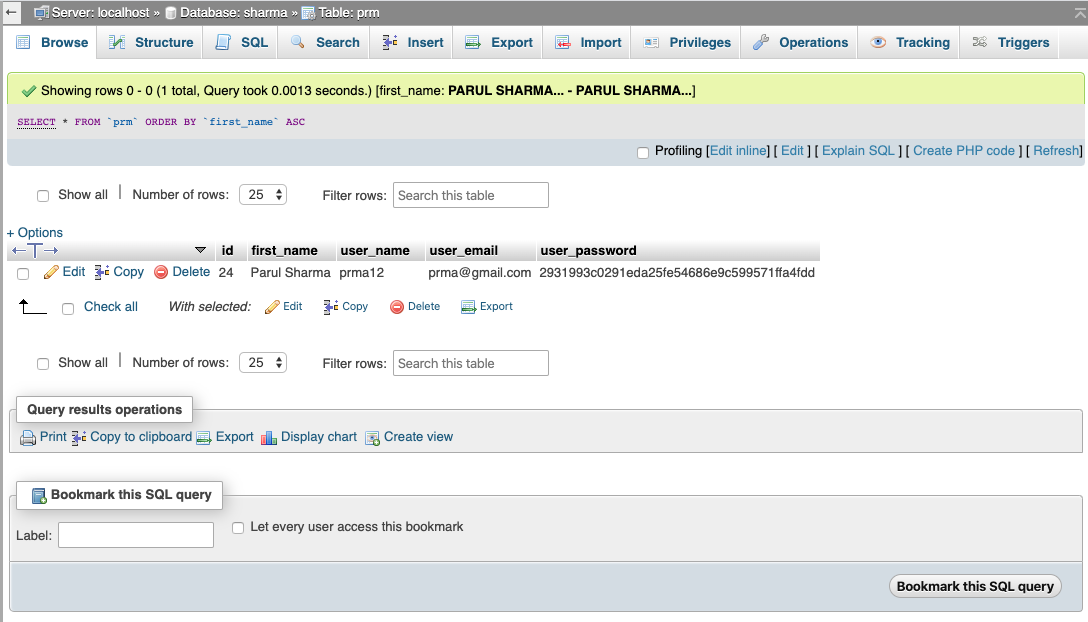 Server: localhost » Database: sharma » Table: prm
Browse Structure SQL Search Insert Export Import Privileges Operations Tracking Triggers
Showing rows 0 - 0 (1 total, Query took 0.0013 seconds.) [first_name: PARUL SHARMA... - PARUL SHARMA...]
SELECT * FROM `prm` ORDER BY `first_name` ASC
Profiling [Edit inline] [ Edit ] [ Explain SQL ] [ Create PHP code ] [ Refresh]
Show all | Number of rows: 25 Filter rows: Search this table
+ Options
←T→ id first_name user_name user_email user_password
Edit Copy Delete 24 Parul Sharma prma12 prma@gmail.com 2931993c0291eda25fe54686e9c599571ffa4fdd
Check all With selected: Edit Copy Delete Export
Show all | Number of rows: 25 Filter rows: Search this table
Query results operations
Print Copy to clipboard Export Display chart Create view
Bookmark this SQL query
Label: Let every user access this bookmark
Bookmark this SQL query